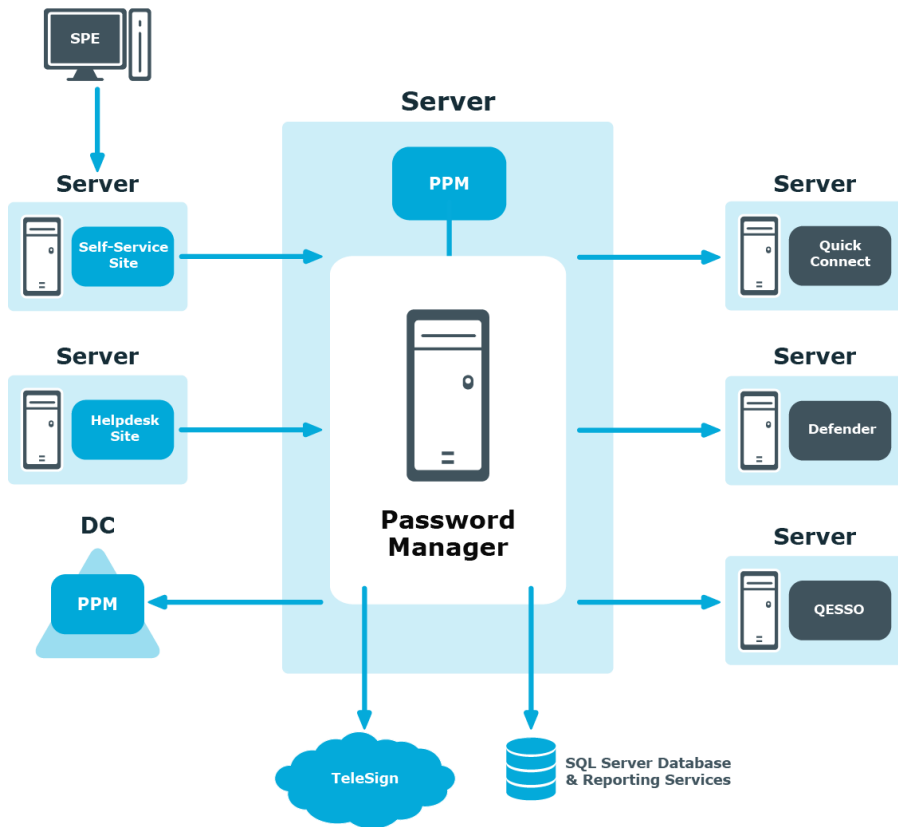 SPE
Server
Server
PPM
Server
Self-Service
Site
Server
Quick
Connect
Server
Helpdesk
Site
Server
Defender
Password
Manager
DC
PPM
Server
QESSO
TeleSign
SQL Server Database
& Reporting Services